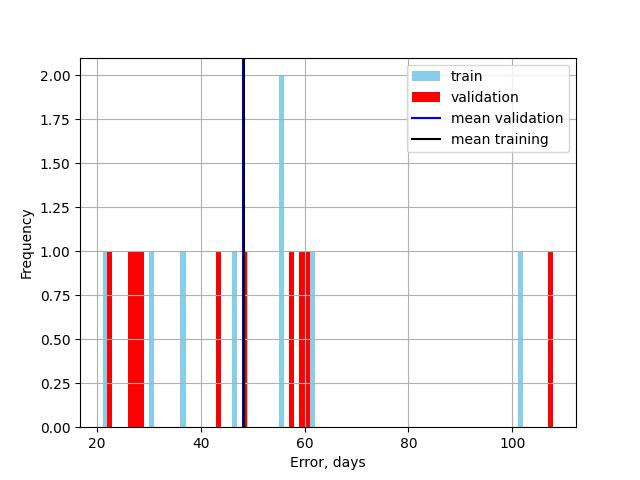 2.00
1.75
1.50
1.25
1.00
0.75
0.50
0.25
0.00
Frequency
train
validation
mean validation
mean training
20 40 60 80 100
Error, days